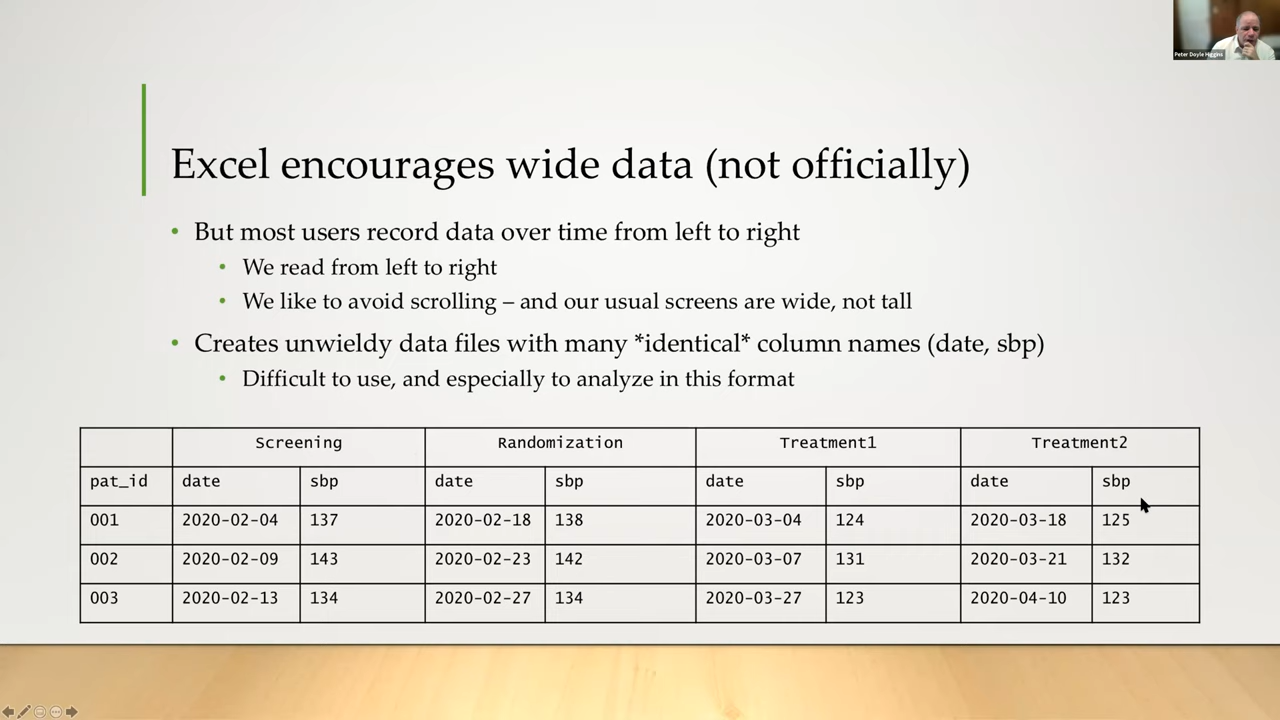 Peter Doyle Higgins
Excel encourages wide data (not officially)
• But most users record data over time from left to right
• We read from left to right
• We like to avoid scrolling – and our usual screens are wide, not tall
• Creates unwieldy data files with many *identical* column names (date, sbp)
• Difficult to use, and especially to analyze in this format
Screening Randomization Treatment1 Treatment2
pat_id date sbp date sbp date sbp date sbp
001 2020-02-04 137 2020-02-18 138 2020-03-04 124 2020-03-18 125
002 2020-02-09 143 2020-02-23 142 2020-03-07 131 2020-03-21 132
003 2020-02-13 134 2020-02-27 134 2020-03-27 123 2020-04-10 123